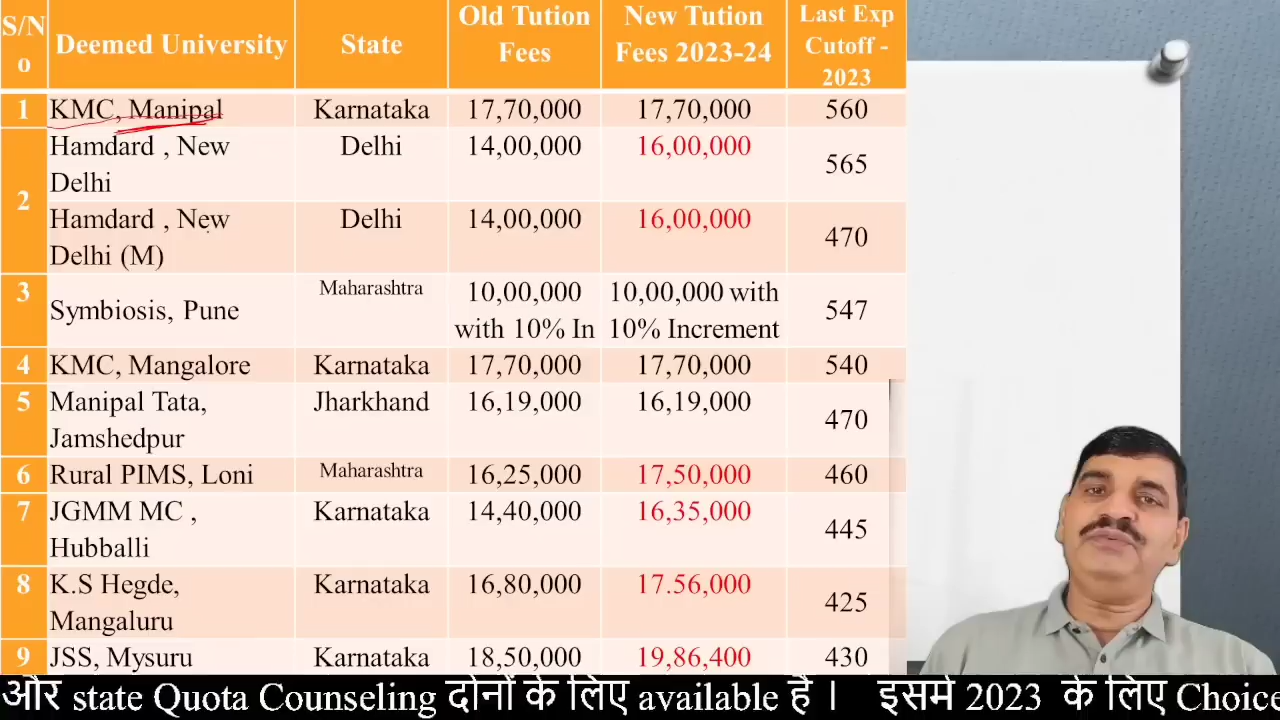 S/N
o
Deemed University
State
Old Tution
Fees
New Tution
Fees 2023-24
Last Exp
Cutoff -
2023
1 KMC, Manipal Karnataka 17,70,000 17,70,000 560
2
Hamdard , New
Delhi
Delhi 14,00,000 16,00,000 565
Hamdard , New
Delhi (M)
Delhi 14,00,000 16,00,000 470
3 Symbiosis, Pune Maharashtra
10,00,000
with 10% In
10,00,000 with
10% Increment
547
4 KMC, Mangalore Karnataka 17,70,000 17,70,000 540
5 Manipal Tata,
Jamshedpur
Jharkhand 16,19,000 16,19,000 470
6 Rural PIMS, Loni Maharashtra 16,25,000 17,50,000 460
7 JGMM MC ,
Hubballi
Karnataka 14,40,000 16,35,000 445
8 K.S Hegde,
Mangaluru
Karnataka 16,80,000 17.56,000 425
9 JSS, Mysuru Karnataka 18,50,000 19,86,400 430
और state Quota Counseling दोनों के लिए available है । इसमें 2023 के लिए Choice